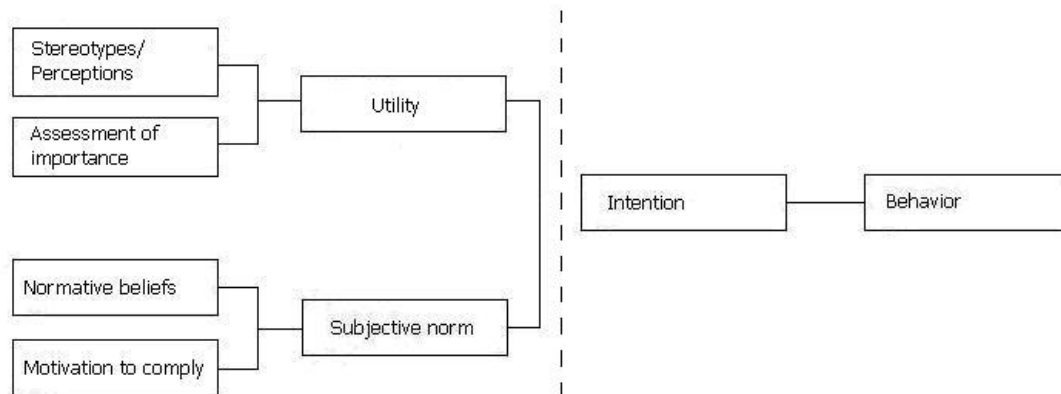 Stereotypes/
Perceptions
Utility
Assessment of
importance
Intention
Behavior
Normative beliefs
Subjective norm
Motivation to comply